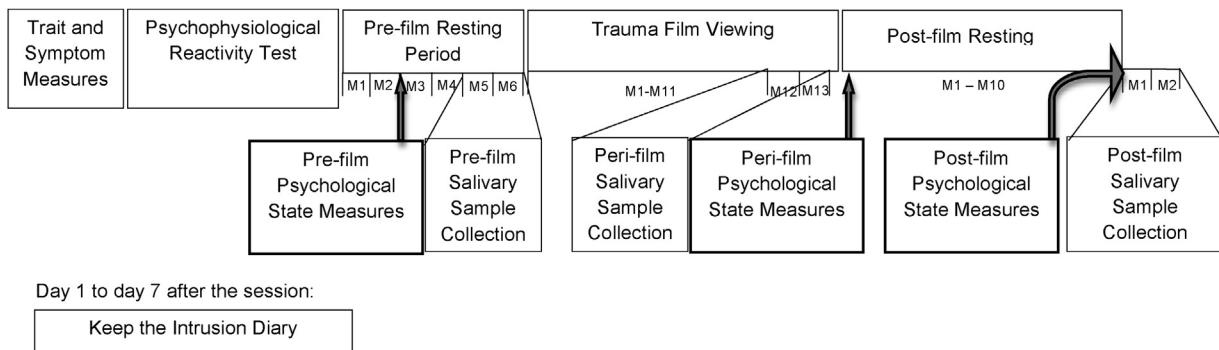 Trait and
Symptom
Measures
Psychophysiological
Reactivity Test
Pre-film Resting
Period
Trauma Film Viewing
Post-film Resting
M1
M2
M3
M4
M5
M6
M1-M11
M12
M13
M1 – M10
M1
M2
Pre-film
Psychological
State Measures
Pre-film
Salivary
Sample
Collection
Peri-film
Salivary
Sample
Collection
Peri-film
Psychological
State Measures
Post-film
Psychological
State Measures
Post-film
Salivary
Sample
Collection
Day 1 to day 7 after the session:
Keep the Intrusion Diary